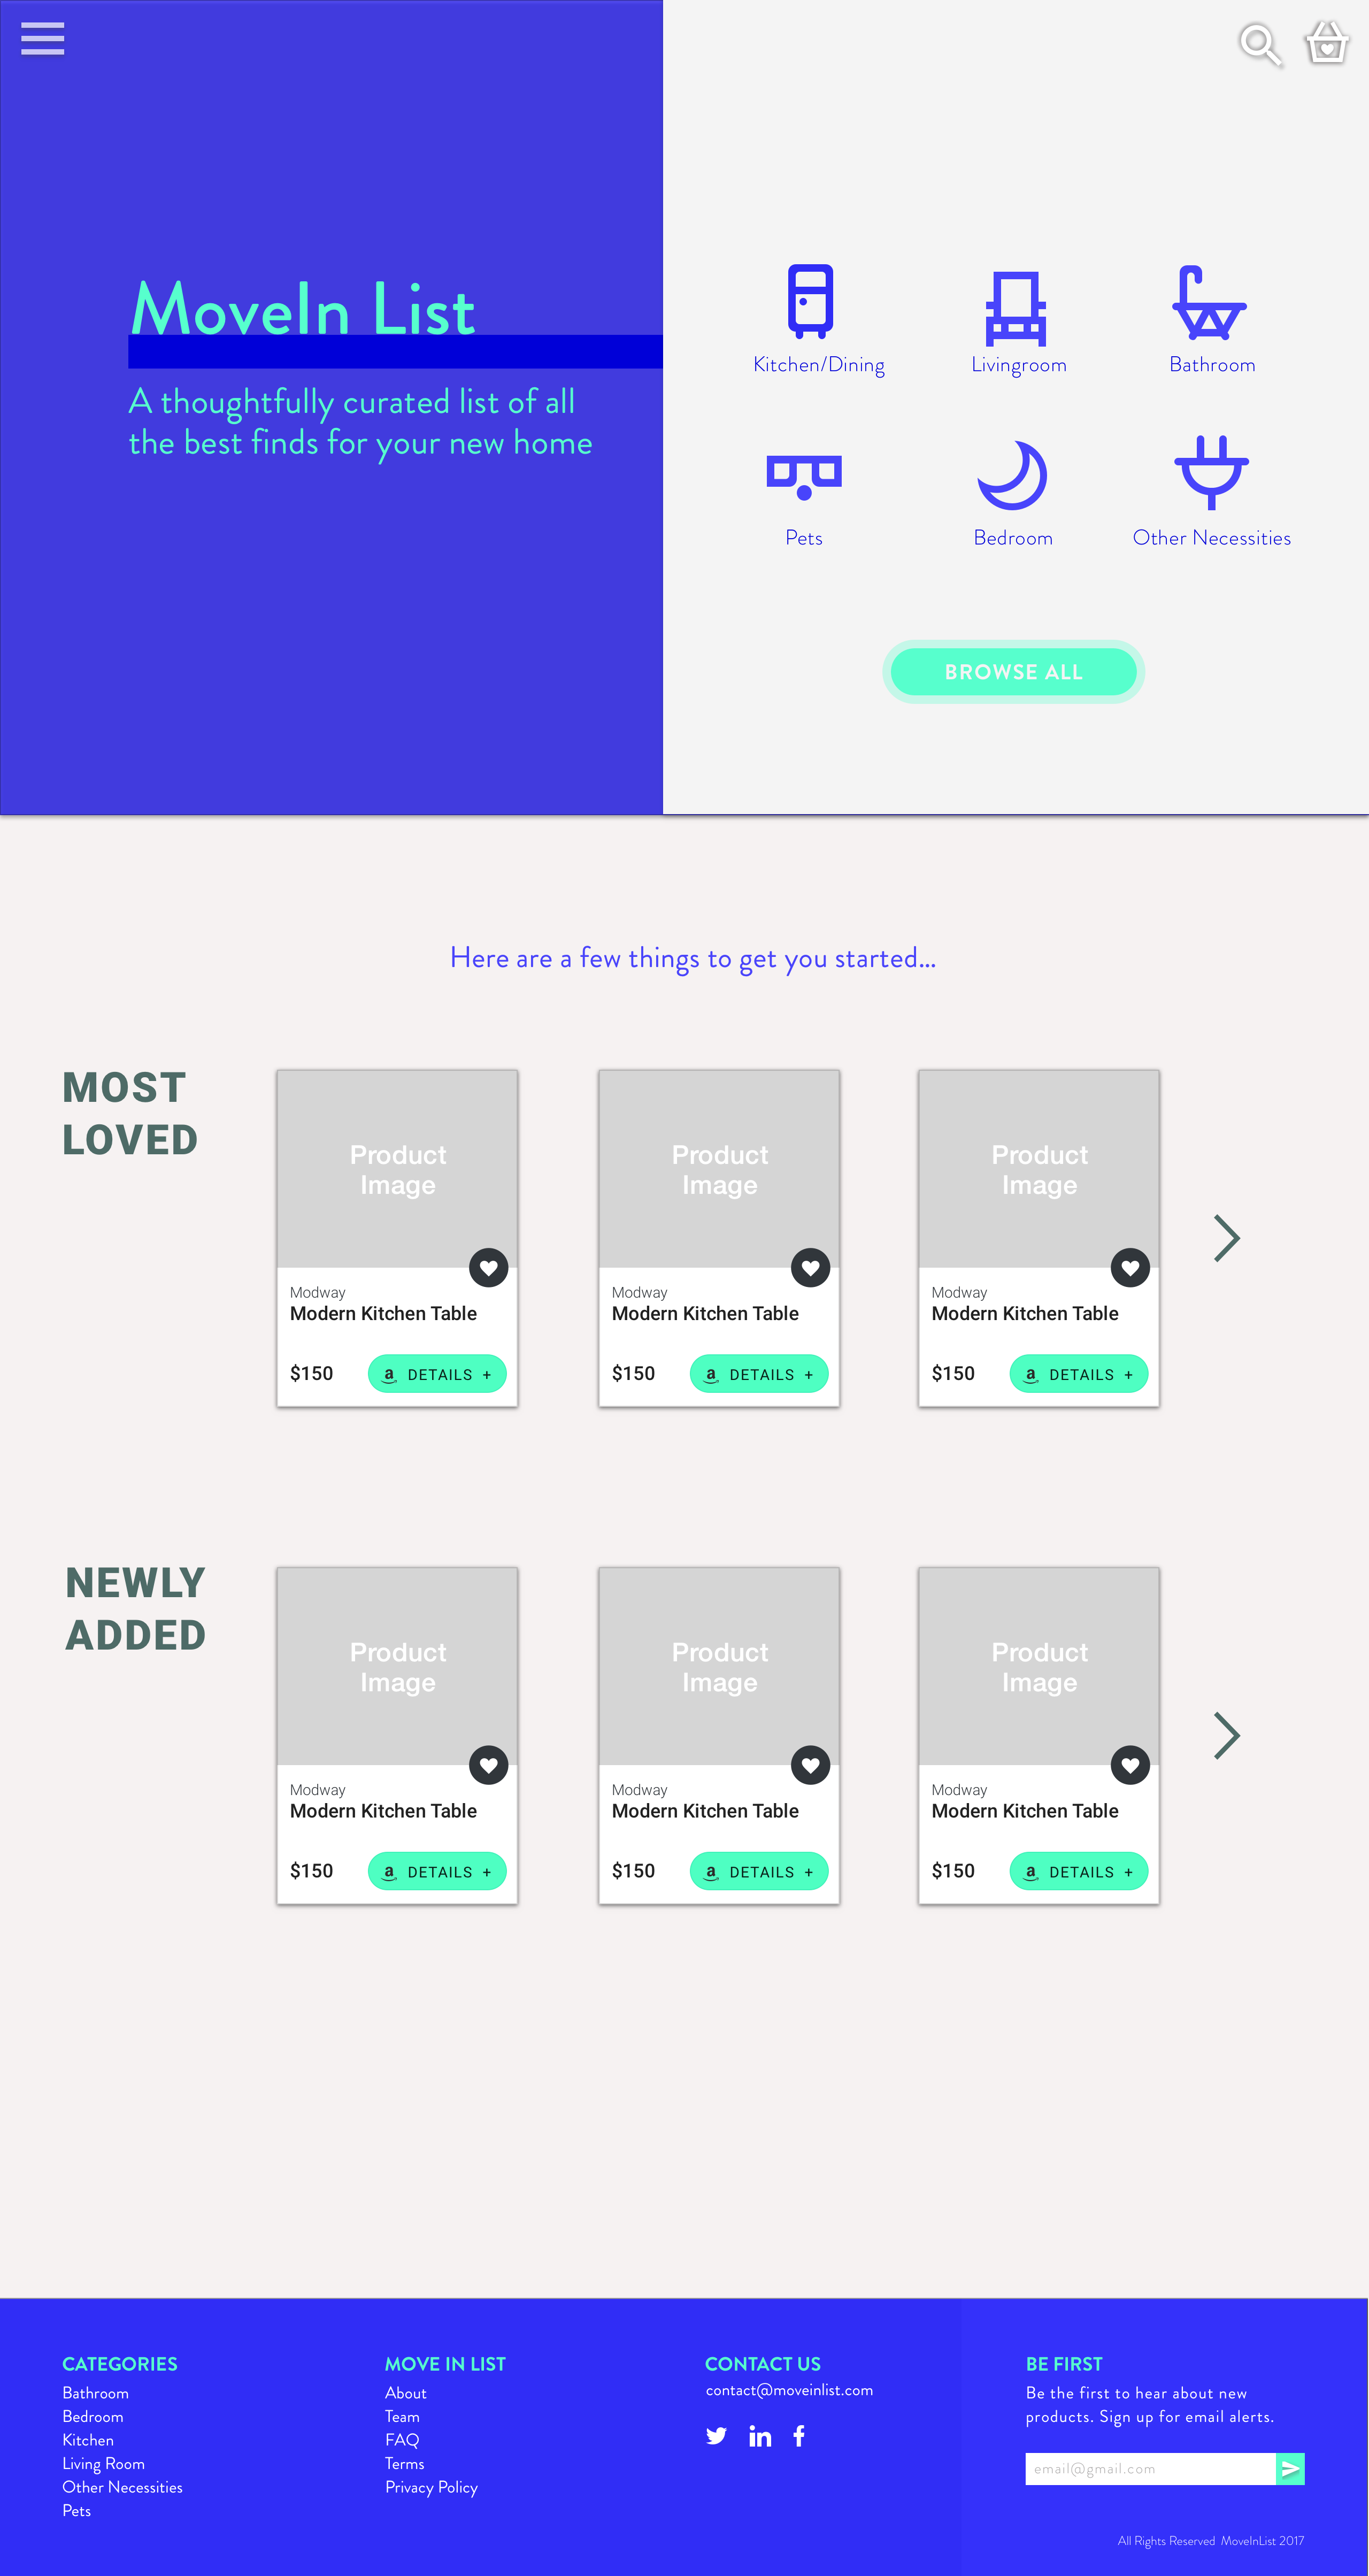 MoveIn List
A thoughtfully curated list of all
the best finds for your new home
Kitchen/Dining
Livingroom
Bathroom
Pets
Bedroom
Other Necessities
BROWSE ALL
Here are a few things to get you started...
MOST
LOVED
Product
Image
Modway
Modern Kitchen Table
$150
a DETAILS +
Product
Image
Modway
Modern Kitchen Table
$150
a DETAILS +
Product
Image
Modway
Modern Kitchen Table
$150
a DETAILS +
NEWLY
ADDED
Product
Image
Modway
Modern Kitchen Table
$150
a DETAILS +
Product
Image
Modway
Modern Kitchen Table
$150
a DETAILS +
Product
Image
Modway
Modern Kitchen Table
$150
a DETAILS +
CATEGORIES
Bathroom
Bedroom
Kitchen
Living Room
Other Necessities
Pets
MOVE IN LIST
About
Team
FAQ
Terms
Privacy Policy
CONTACT US
contact@moveinlist.com
in f
BE FIRST
Be the first to hear about new
products. Sign up for email alerts.
email@gmail.com
All Rights Reserved MoveInList 2017